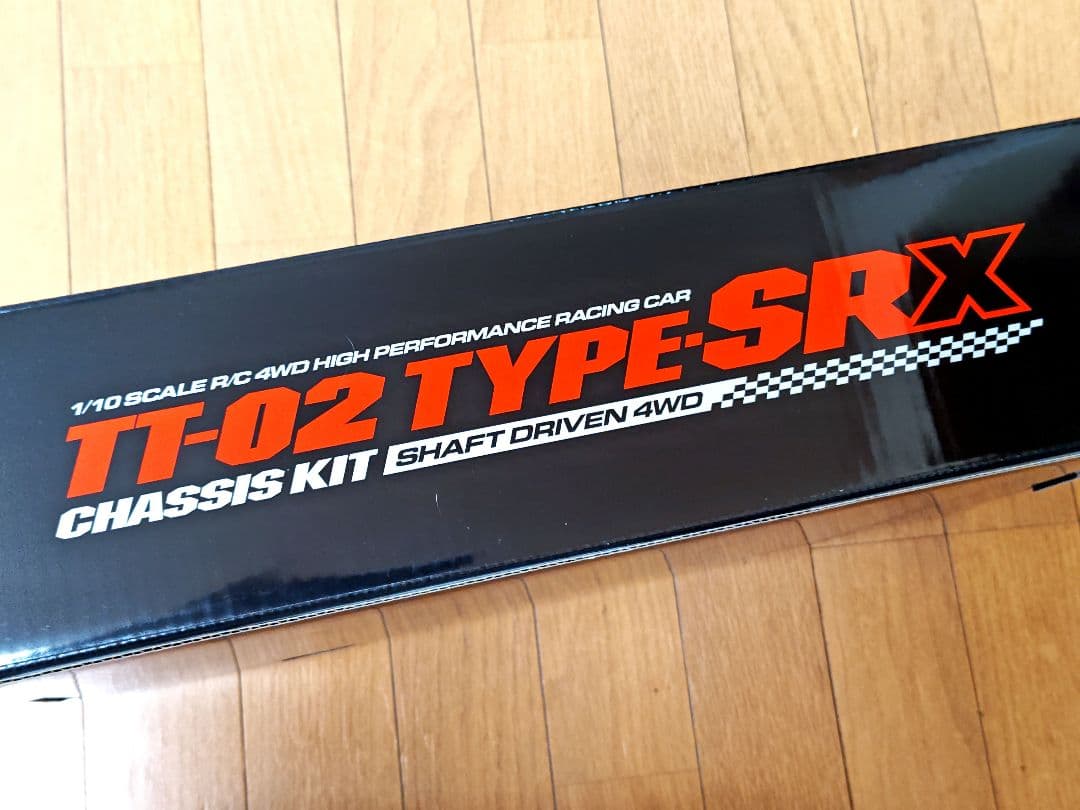 1/10 SCALE R/C 4WD HIGH PERFORMANCE RACING CAR
TT-02 TYPE-SRX
CHASSIS KIT SHAFT DRIVEN 4WD